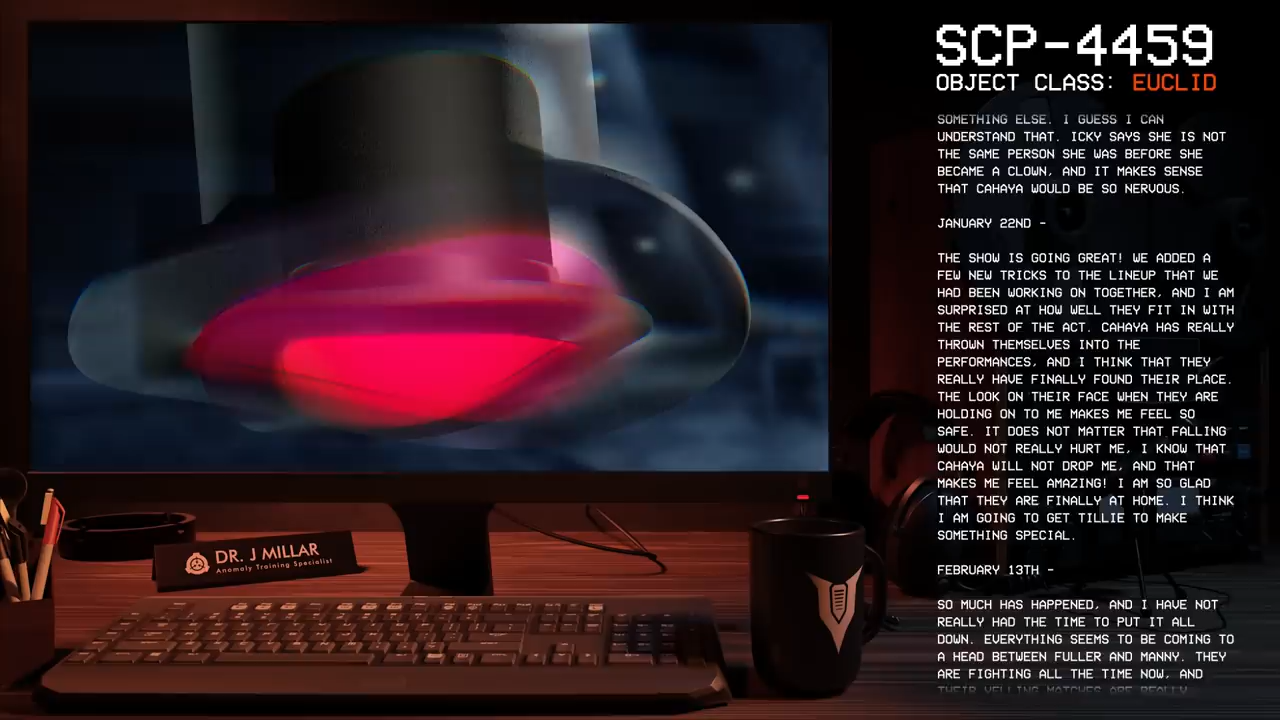 SCP-4459
OBJECT CLASS: EUCLID
SOMETHING ELSE. I GUESS I CAN
UNDERSTAND THAT. ICKY SAYS SHE IS NOT
THE SAME PERSON SHE WAS BEFORE SHE
BECAME A CLOWN, AND IT MAKES SENSE
THAT CAHAYA WOULD BE SO NERVOUS.
JANUARY 22ND -
THE SHOW IS GOING GREAT! WE ADDED A
FEW NEW TRICKS TO THE LINEUP THAT WE
HAD BEEN WORKING ON TOGETHER, AND I AM
SURPRISED AT HOW WELL THEY FIT IN WITH
THE REST OF THE ACT. CAHAYA HAS REALLY
THROWN THEMSELVES INTO THE
PERFORMANCES, AND I THINK THAT THEY
REALLY HAVE FINALLY FOUND THEIR PLACE.
THE LOOK ON THEIR FACE WHEN THEY ARE
HOLDING ON TO ME MAKES ME FEEL SO
SAFE. IT DOES NOT MATTER THAT FALLING
WOULD NOT REALLY HURT ME, I KNOW THAT
CAHAYA WILL NOT DROP ME, AND THAT
MAKES ME FEEL AMAZING! I AM SO GLAD
THAT THEY ARE FINALLY AT HOME. I THINK
I AM GOING TO GET TILLIE TO MAKE
SOMETHING SPECIAL.
FEBRUARY 13TH -
SO MUCH HAS HAPPENED, AND I HAVE NOT
REALLY HAD THE TIME TO PUT IT ALL
DOWN. EVERYTHING SEEMS TO BE COMING TO
A HEAD BETWEEN FULLER AND MANNY. THEY
ARE FIGHTING ALL THE TIME NOW, AND
THEIR YELLING MATCHES ARE REALLY
DR. J MILLAR
Anomaly Training Specialist